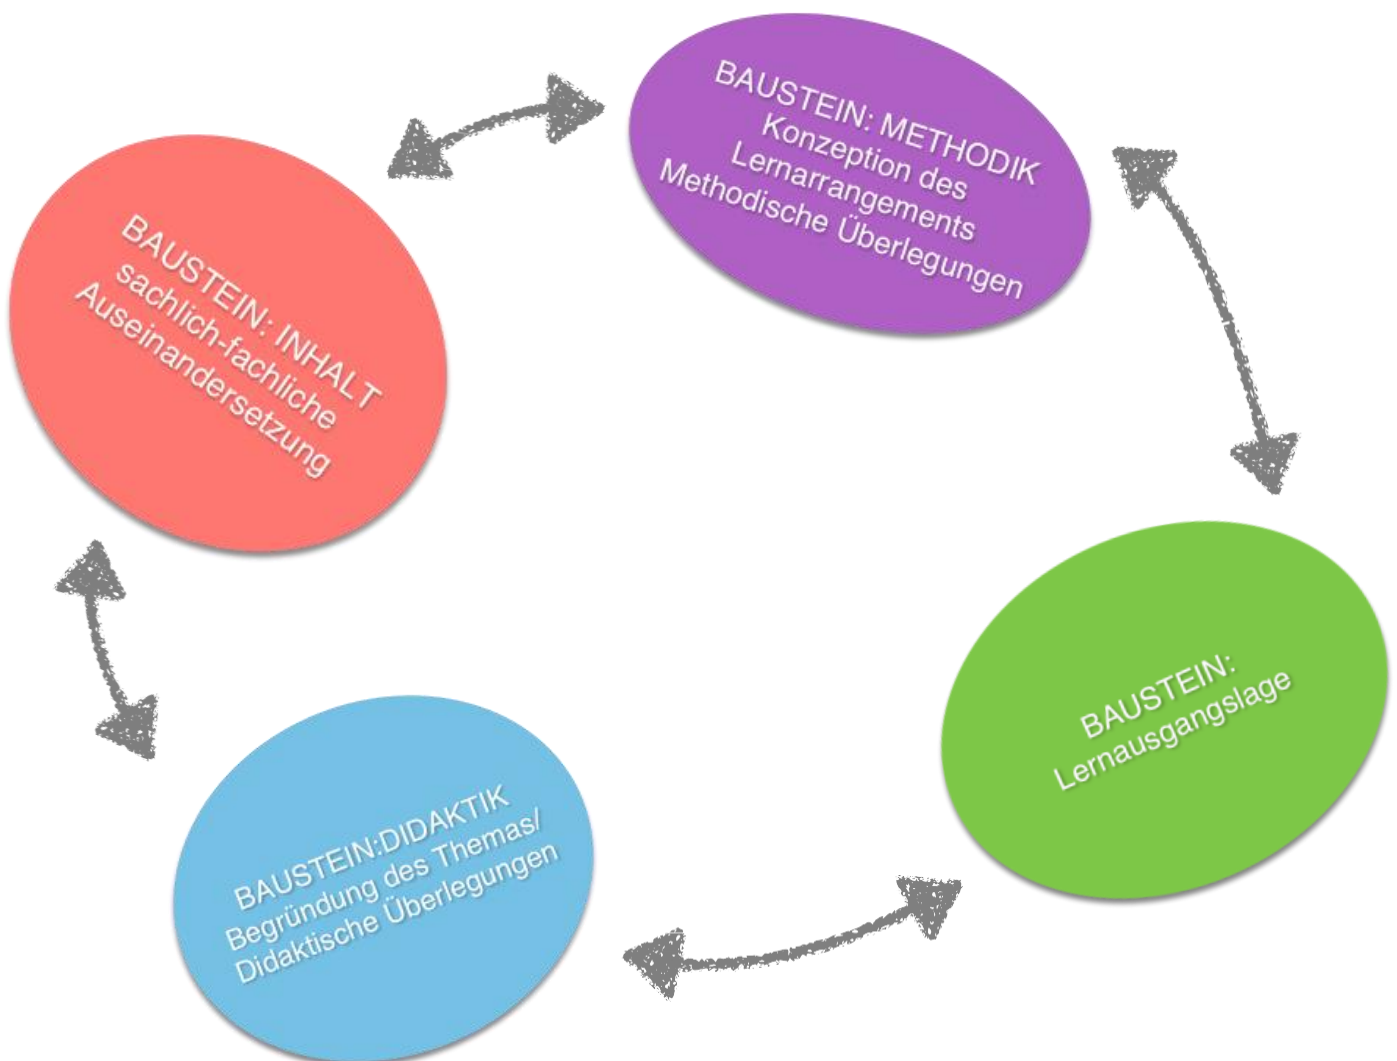 BAUSTEIN: METHODIK
Konzeption des
Lernarrangements
Methodische Überlegungen
BAUSTEIN: INHALT
sachlich-fachliche
Auseinandersetzung
BAUSTEIN:
Lernausgangslage
BAUSTEIN:DIDAKTIK
Begründung des Themas/
Didaktische Überlegungen